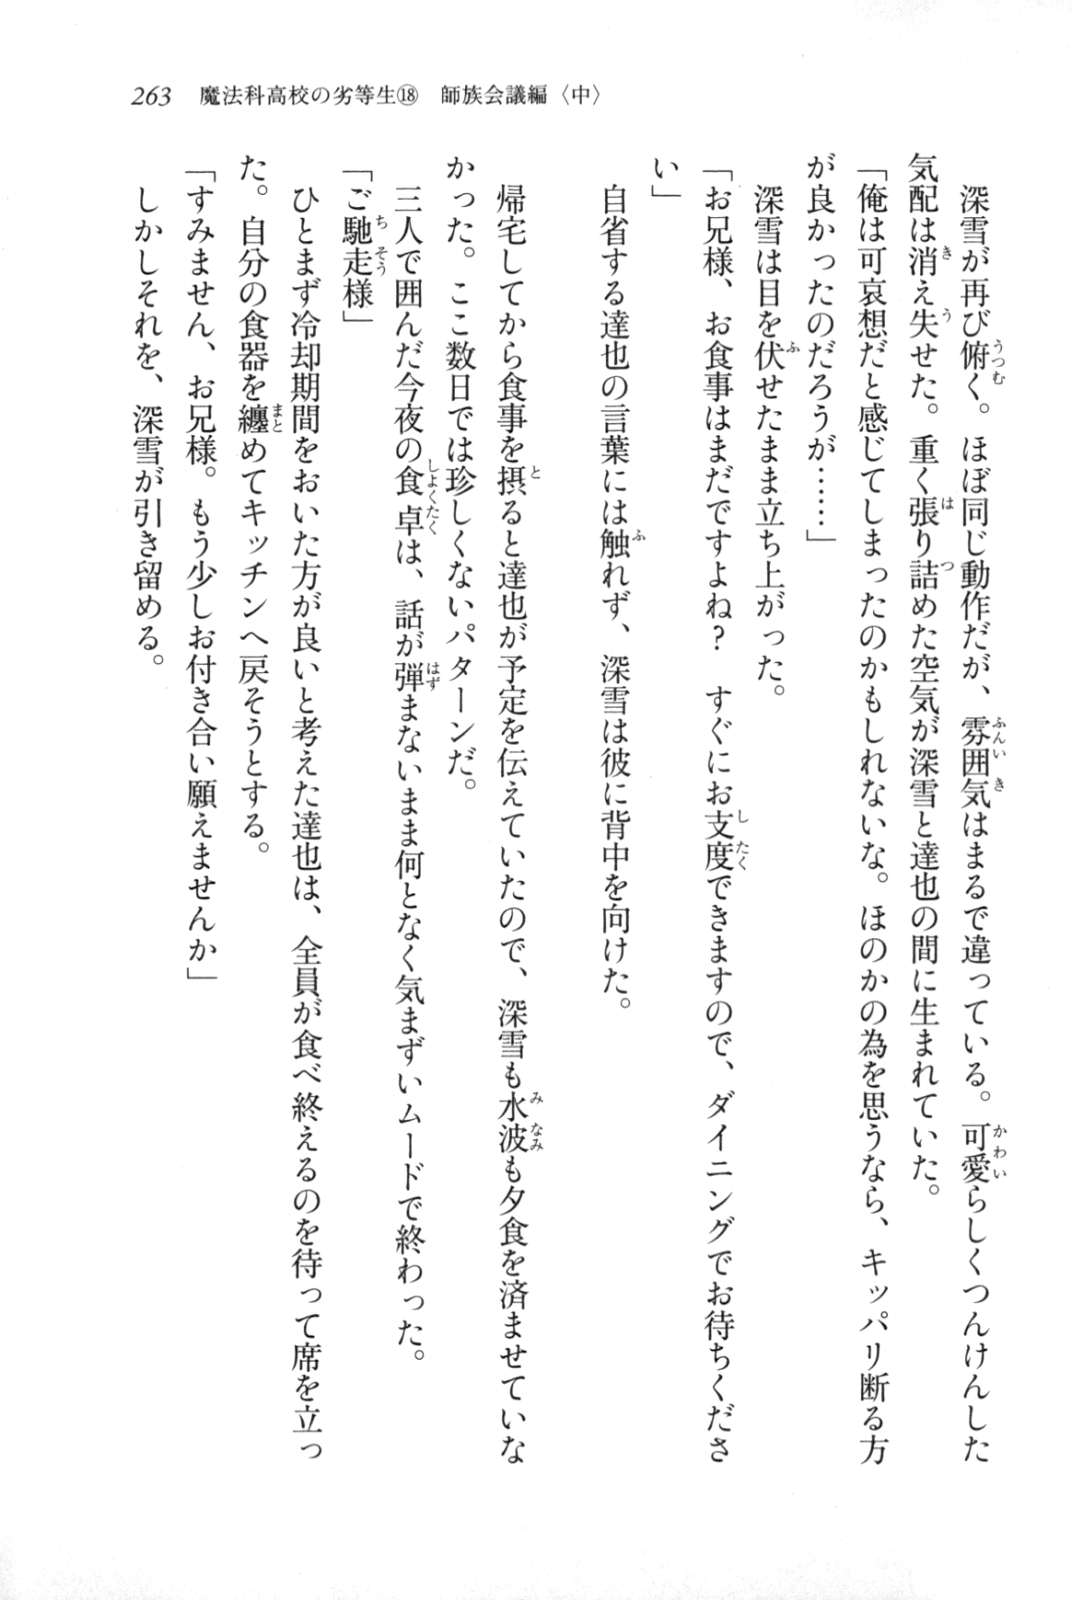 263　魔法科高校の劣等生⑱　師族会議編〈中〉
　深雪が再び俯く。ほぼ同じ動作だが、雰囲気はまるで違っている。可愛らしくつんけんした
気配は消え失せた。重く張り詰めた空気が深雪と達也の間に生まれていた。
「俺は可哀想だと感じてしまったのかもしれないな。ほのかの為を思うなら、キッパリ断る方
が良かったのだろうが……」
　深雪は目を伏せたまま立ち上がった。
「お兄様、お食事はまだですよね？　すぐにお支度できますので、ダイニングでお待ちくださ
い」
　自省する達也の言葉には触れず、深雪は彼に背中を向けた。
　帰宅してから食事を摂ると達也が予定を伝えていたので、深雪も水波も夕食を済ませていな
かった。ここ数日では珍しくないパターンだ。
　三人で囲んだ今夜の食卓は、話が弾まないまま何となく気まずいムードで終わった。
「ご馳走様」
　ひとまず冷却期間をおいた方が良いと考えた達也は、全員が食べ終えるのを待って席を立っ
た。自分の食器を纏めてキッチンへ戻そうとする。
「すみません、お兄様。もう少しお付き合い願えませんか」
　しかしそれを、深雪が引き留める。